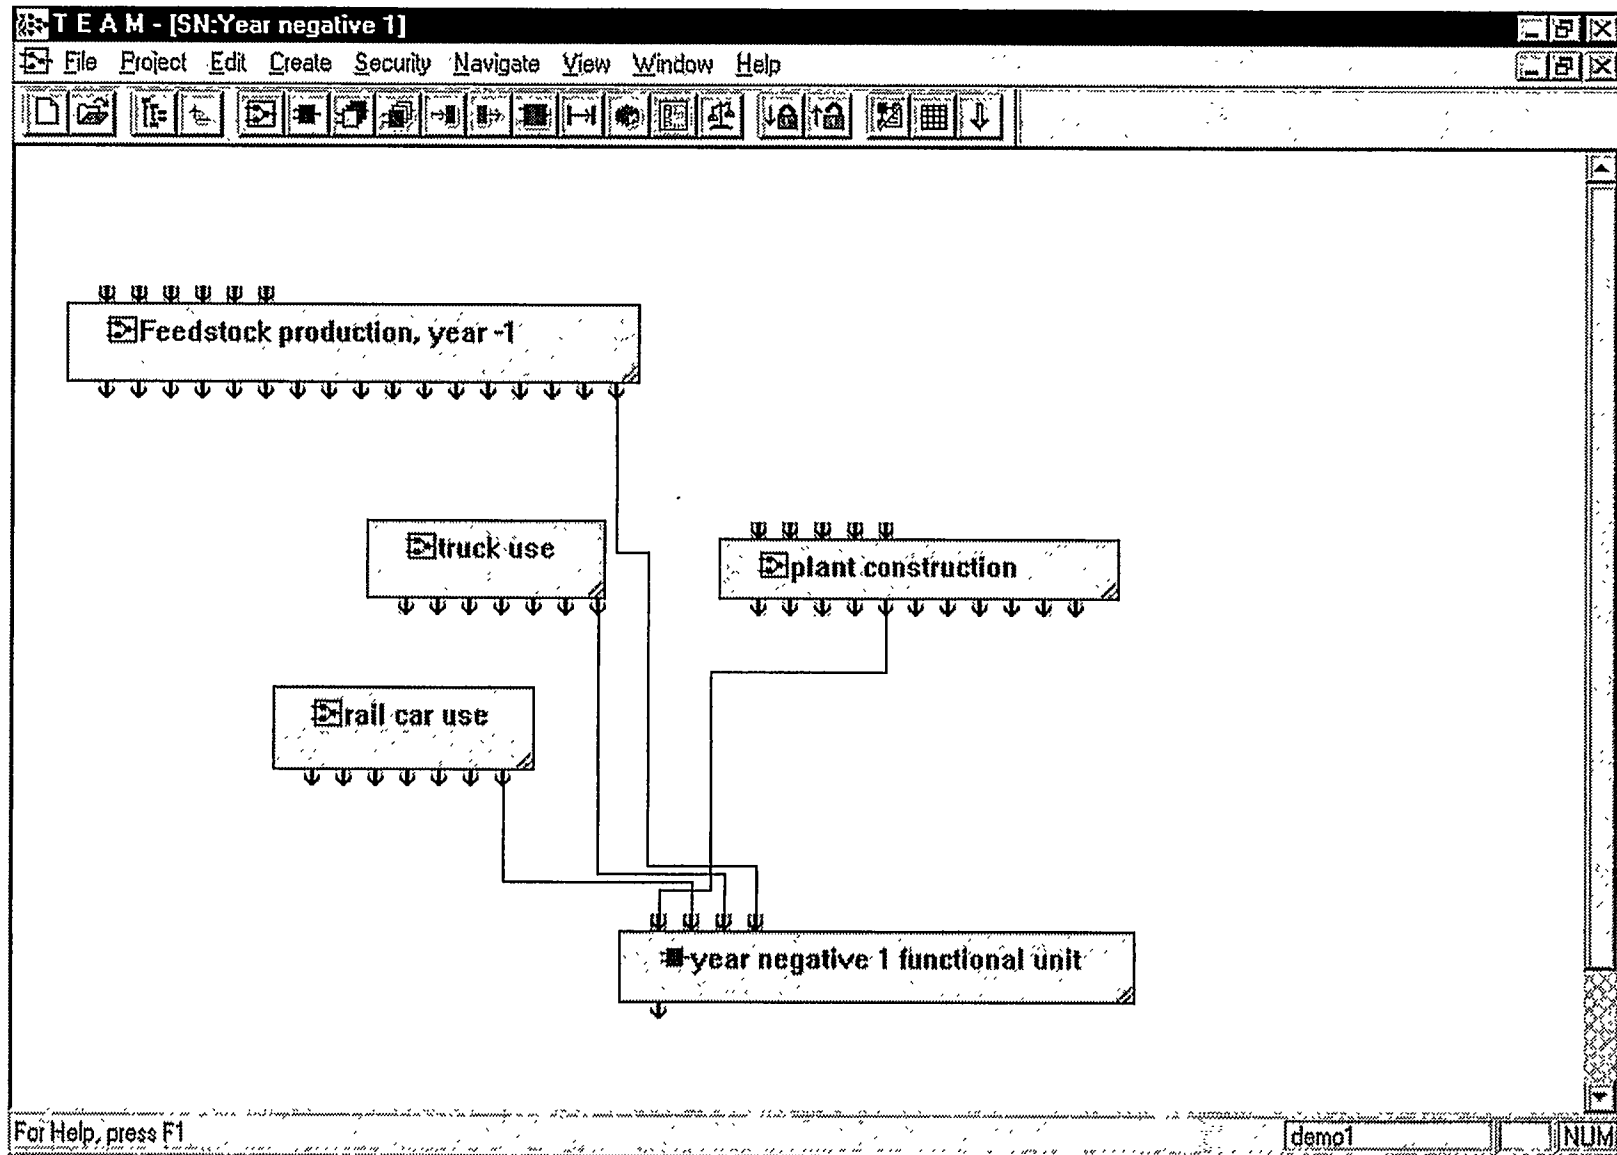 T E A M - [SN:Year negative 1]
File Project Edit Create Security Navigate View Window Help
Feedstock production, year -1
truck use
plant construction
rail car use
year negative 1 functional unit
For Help, press F1
demo1
NUM